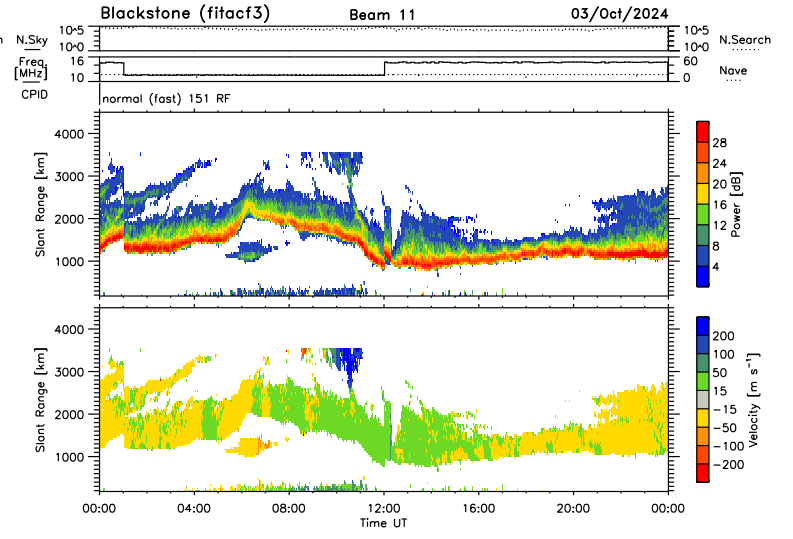 Blackstone (fitacf3) Beam 11 03/Oct/2024
n N.Sky 10^5 10^5 N.Search
10^0 10^0
Freq. 16 60 Nave
[MHz] 10 0
CPID normal (fast) 151 RF
Slant Range [km]
4000
3000
2000
1000
28
24
20
16
12
8
4
Power [dB]
Slant Range [km]
4000
3000
2000
1000
200
100
50
15
-15
-50
-100
-200
Velocity [m s⁻¹]
00:00 04:00 08:00 12:00 16:00 20:00 00:00
Time UT